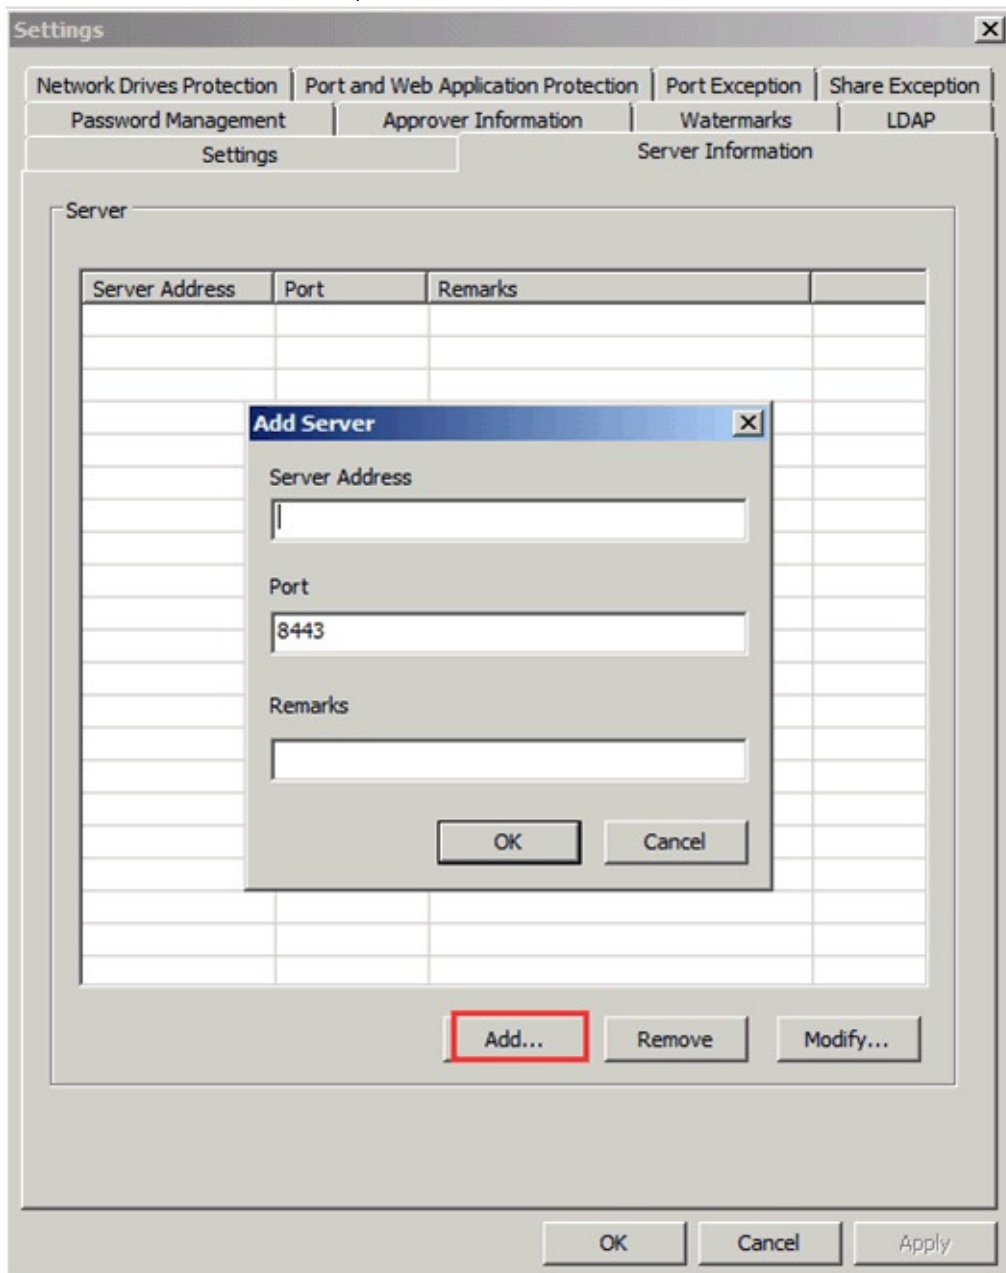 Settings
Network Drives Protection Port and Web Application Protection Port Exception Share Exception
Password Management Approver Information Watermarks LDAP
Settings Server Information
Server
Server Address Port Remarks
Add Server
Server Address
Port
8443
Remarks
OK Cancel
Add... Remove Modify...
OK Cancel Apply